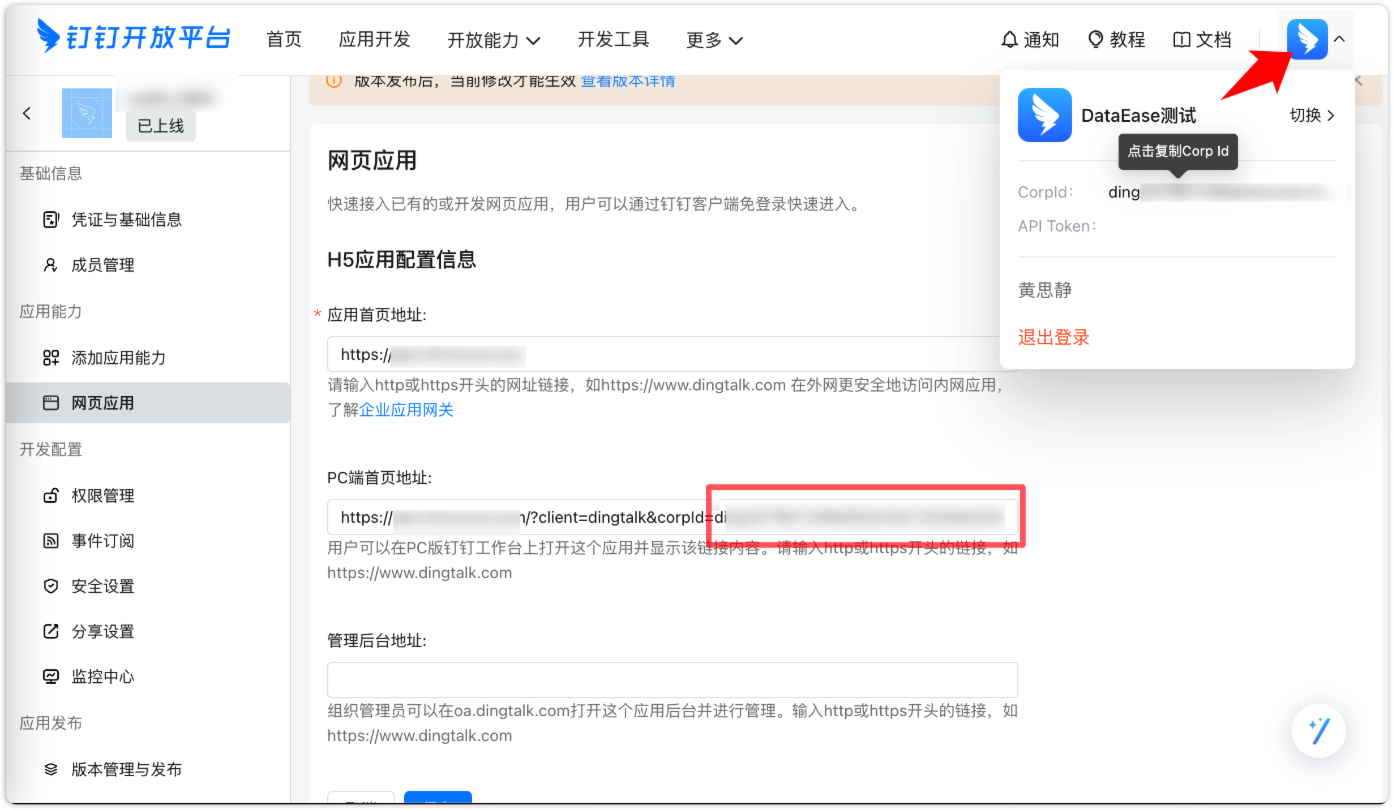 钉钉开放平台
首页
应用开发
开放能力
开发工具
更多
通知
教程
文档
版本发布后，当前修改才能生效 查看版本详情
已上线
基础信息
凭证与基础信息
成员管理
应用能力
添加应用能力
网页应用
开发配置
权限管理
事件订阅
安全设置
分享设置
监控中心
应用发布
版本管理与发布
网页应用
快速接入已有的或开发网页应用，用户可以通过钉钉客户端免登录快速进入。
H5应用配置信息
* 应用首页地址:
https://
请输入http或https开头的网址链接，如https://www.dingtalk.com 在外网更安全地访问内网应用，
了解企业应用网关
PC端首页地址:
https:// /?client=dingtalk&corpId=di
用户可以在PC版钉钉工作台上打开这个应用并显示该链接内容。请输入http或https开头的链接，如
https://www.dingtalk.com
管理后台地址:
组织管理员可以在oa.dingtalk.com打开这个应用后台并进行管理。输入http或https开头的链接，如
https://www.dingtalk.com
DataEase测试
切换
点击复制Corp Id
CorpId: ding
API Token:
黄思静
退出登录